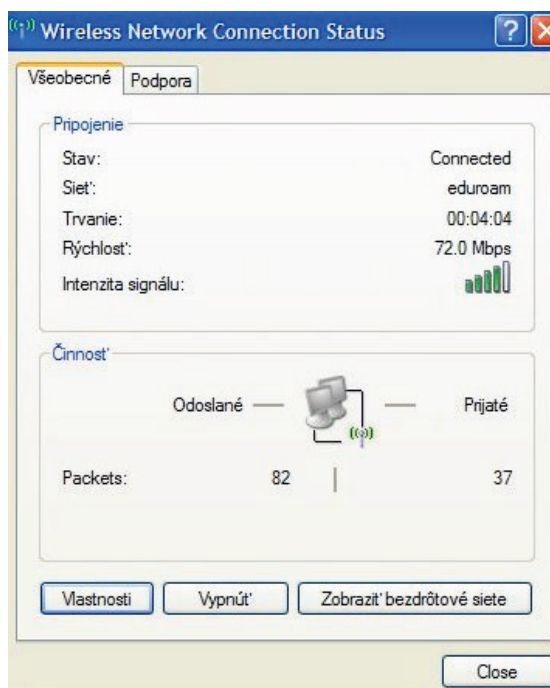 Wireless Network Connection Status
Všeobecné Podpora
Pripojenie
Stav: Connected
Sieť: eduroam
Trvanie: 00:04:04
Rýchlosť: 72.0 Mbps
Intenzita signálu:
Činnosť
Odoslané — — Prijaté
Packets: 82 | 37
Vlastnosti Vypnúť Zobraziť bezdrôtové siete
Close